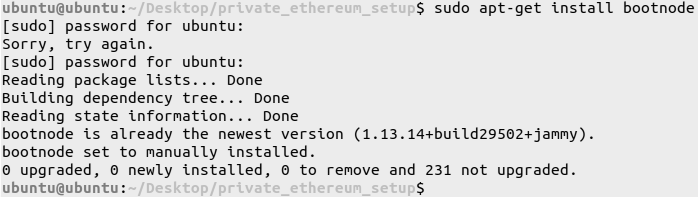 ubuntu@ubuntu:~/Desktop/private_ethereum_setup$ sudo apt-get install bootnode
[sudo] password for ubuntu:
Sorry, try again.
[sudo] password for ubuntu:
Reading package lists... Done
Building dependency tree... Done
Reading state information... Done
bootnode is already the newest version (1.13.14+build29502+jammy).
bootnode set to manually installed.
0 upgraded, 0 newly installed, 0 to remove and 231 not upgraded.
ubuntu@ubuntu:~/Desktop/private_ethereum_setup$